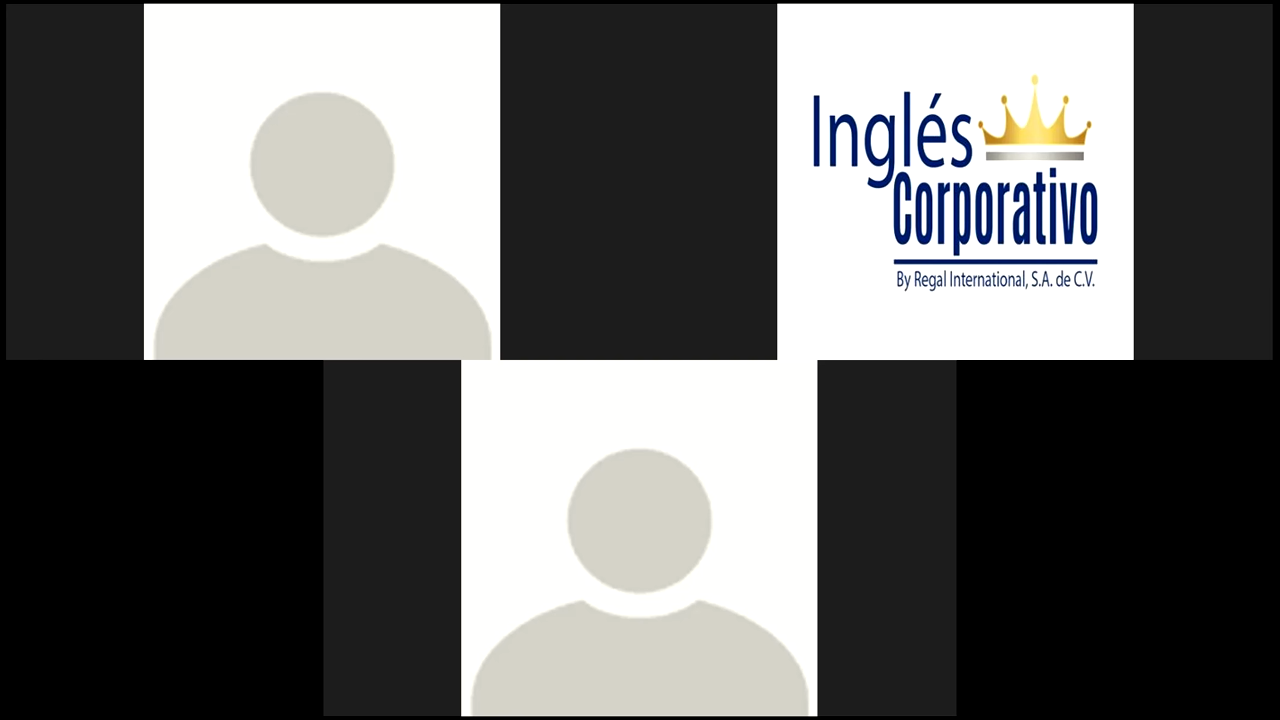 Inglés
Corporativo
By Regal International, S.A. de C.V.